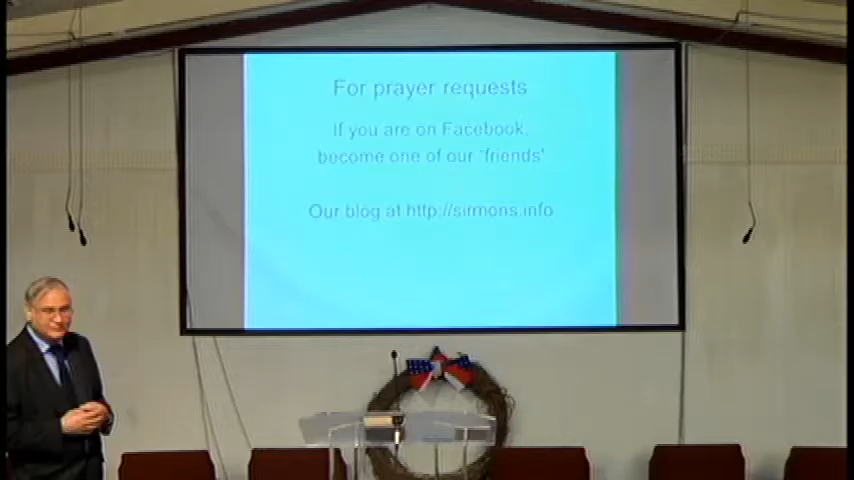 For prayer requests
If you are on Facebook,
become one of our "friends"
Our blog at http://sirmons.info